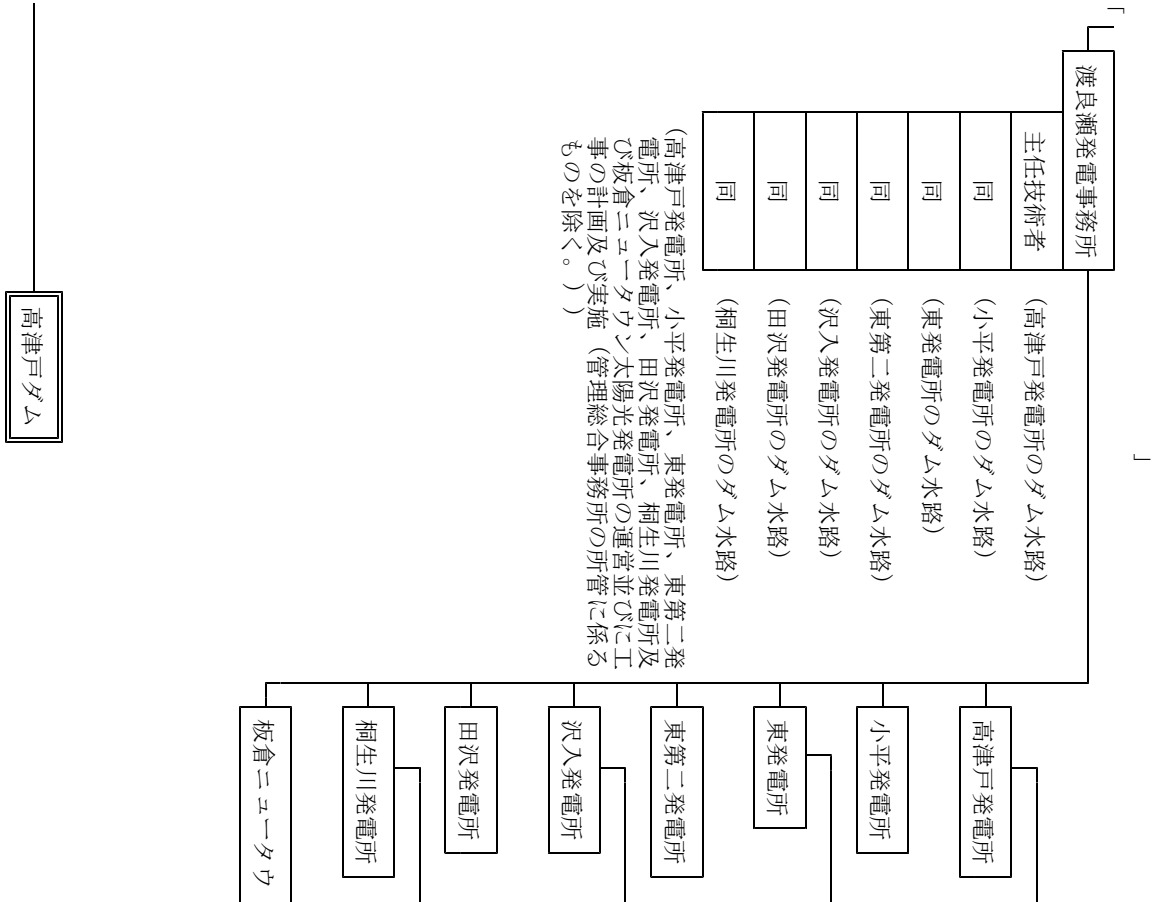 「
渡良瀬発電事務所
主任技術者
(高津戸発電所のダム水路)
同
(小平発電所のダム水路)
同
(東発電所のダム水路)
同
(東第二発電所のダム水路)
同
(沢入発電所のダム水路)
同
(田沢発電所のダム水路)
同
(桐生川発電所のダム水路)
(高津戸発電所、小平発電所、東発電所、東第二発
電所、沢入発電所、田沢発電所、桐生川発電所及
び板倉ニュータウン太陽光発電所の運営並びに工
事の計画及び実施(管理総合事務所の所管に係る
ものを除く。))
高津戸発電所
小平発電所
東発電所
東第二発電所
沢入発電所
田沢発電所
桐生川発電所
板倉ニュータウ
高津戸ダム
」